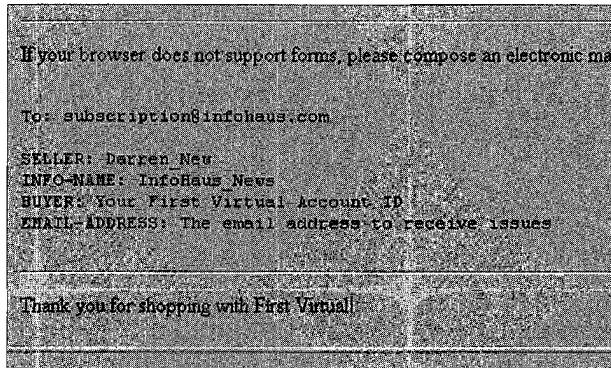 If your browser does not support forms, please compose an electronic ma
To: subscription@infohaus.com
SELLER: Darren_New
INFO-NAME: InfoHaus_News
BUYER: Your First Virtual Account ID
EMAIL-ADDRESS: The email address to receive issues
Thank you for shopping with First Virtual!